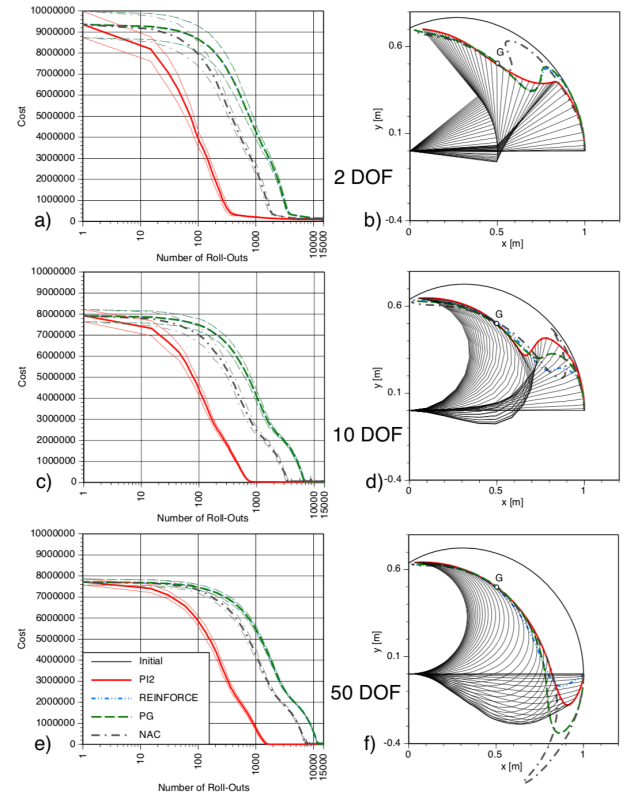 10000000
9000000
8000000
7000000
6000000
5000000
4000000
3000000
2000000
1000000
0
Cost
1
10
100
1000
10000
15000
Number of Roll-Outs
a)
2 DOF
0.6
0.1
-0.4
y [m]
G
0
0.5
1
x [m]
b)
10000000
9000000
8000000
7000000
6000000
5000000
4000000
3000000
2000000
1000000
0
Cost
1
10
100
1000
10000
15000
Number of Roll-Outs
c)
10 DOF
0.6
0.1
-0.4
y [m]
G
0
0.5
1
x [m]
d)
10000000
9000000
8000000
7000000
6000000
5000000
4000000
3000000
2000000
1000000
0
Cost
Initial
PI2
REINFORCE
PG
NAC
1
10
100
1000
10000
15000
Number of Roll-Outs
e)
50 DOF
0.6
0.1
-0.4
y [m]
G
0
0.5
1
x [m]
f)